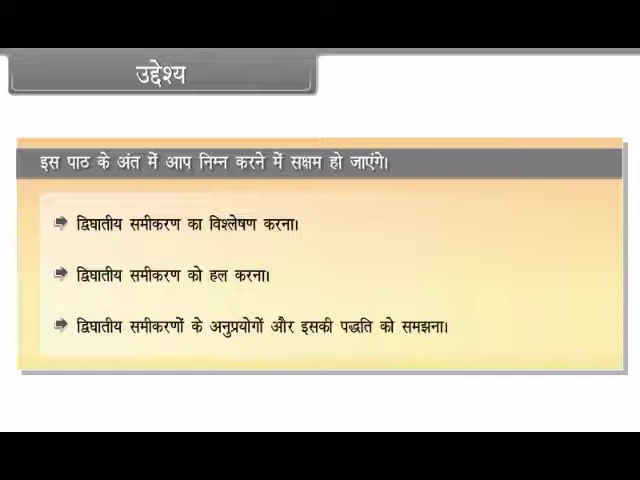 उद्देश्य
इस पाठ के अंत में आप निम्न करने में सक्षम हो जाएंगे।
द्विघातीय समीकरण का विश्लेषण करना।
द्विघातीय समीकरण को हल करना।
द्विघातीय समीकरणों के अनुप्रयोगों और इसकी पद्धति को समझना।